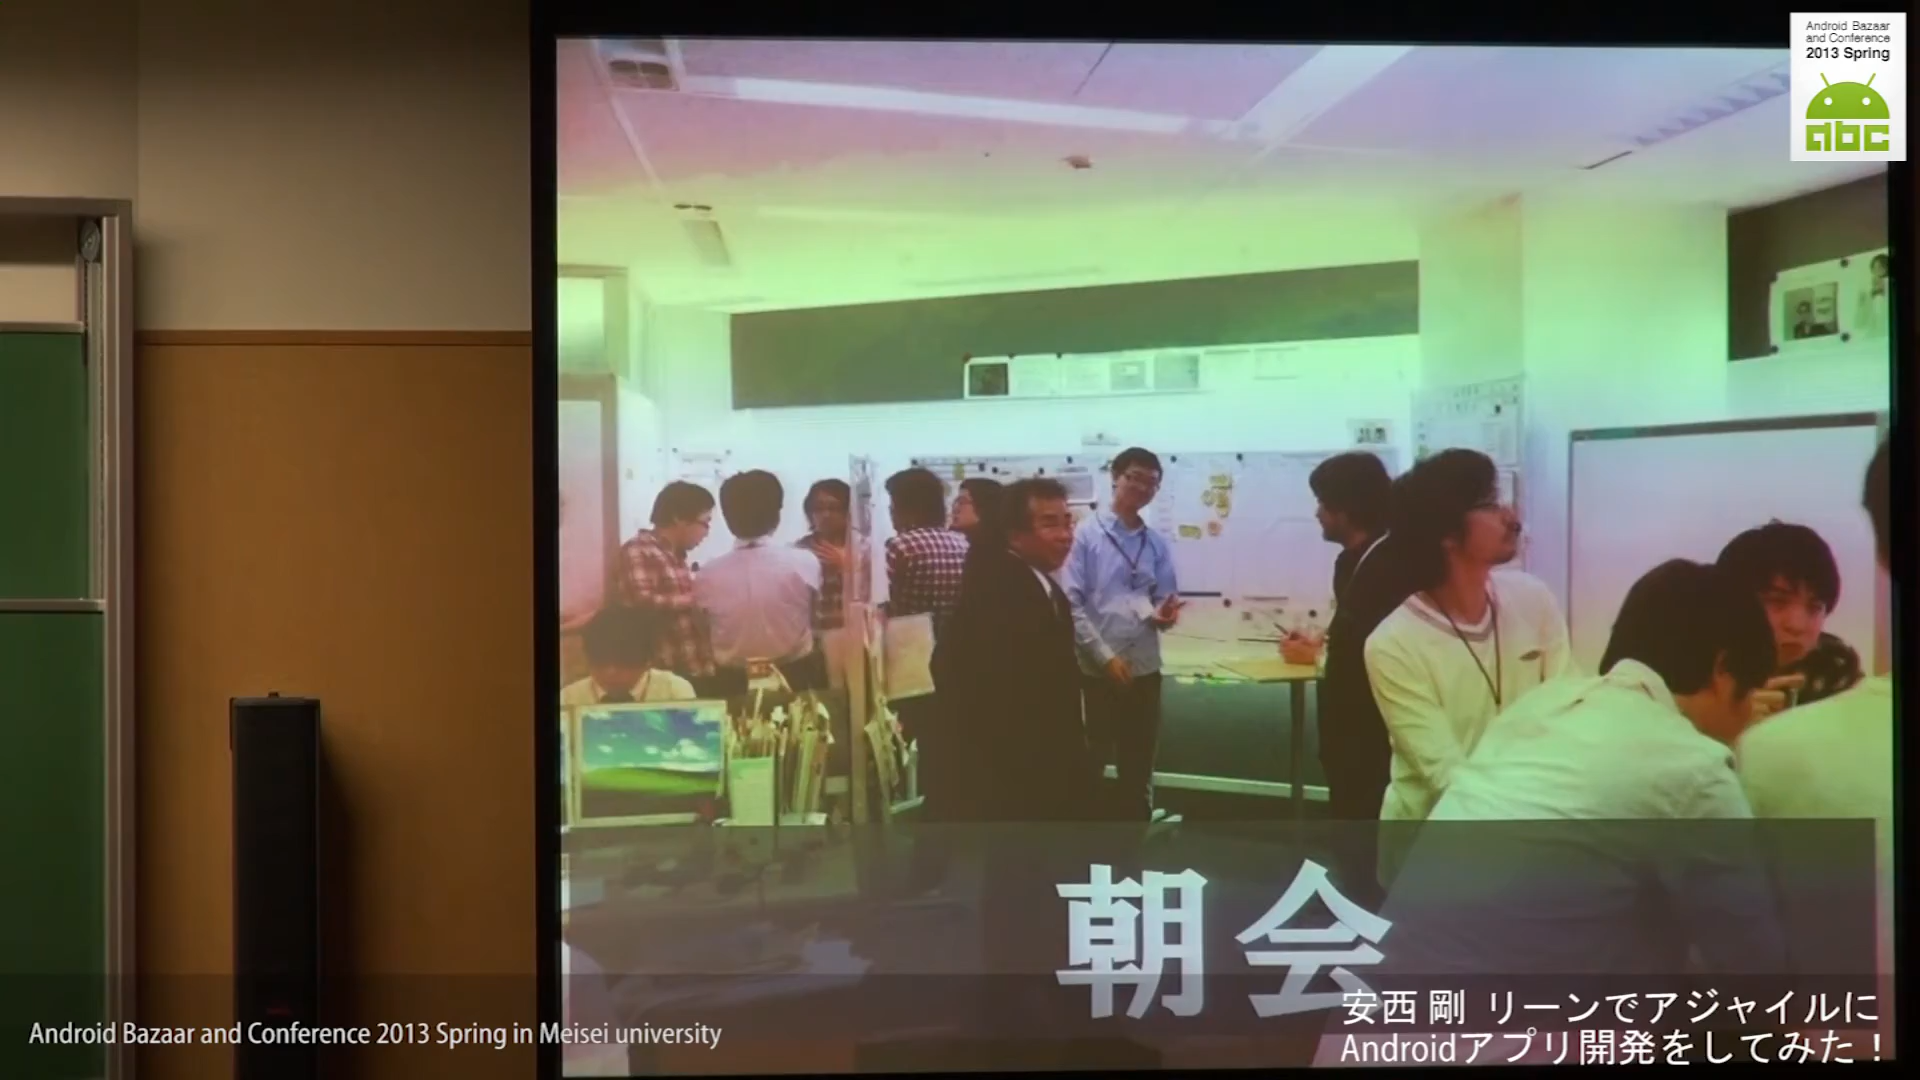 Android Bazaar
and Conference
2013 Spring
abc
朝会
安西 剛 リーンでアジャイルに
Androidアプリ開発をしてみた！
Android Bazaar and Conference 2013 Spring in Meisei university